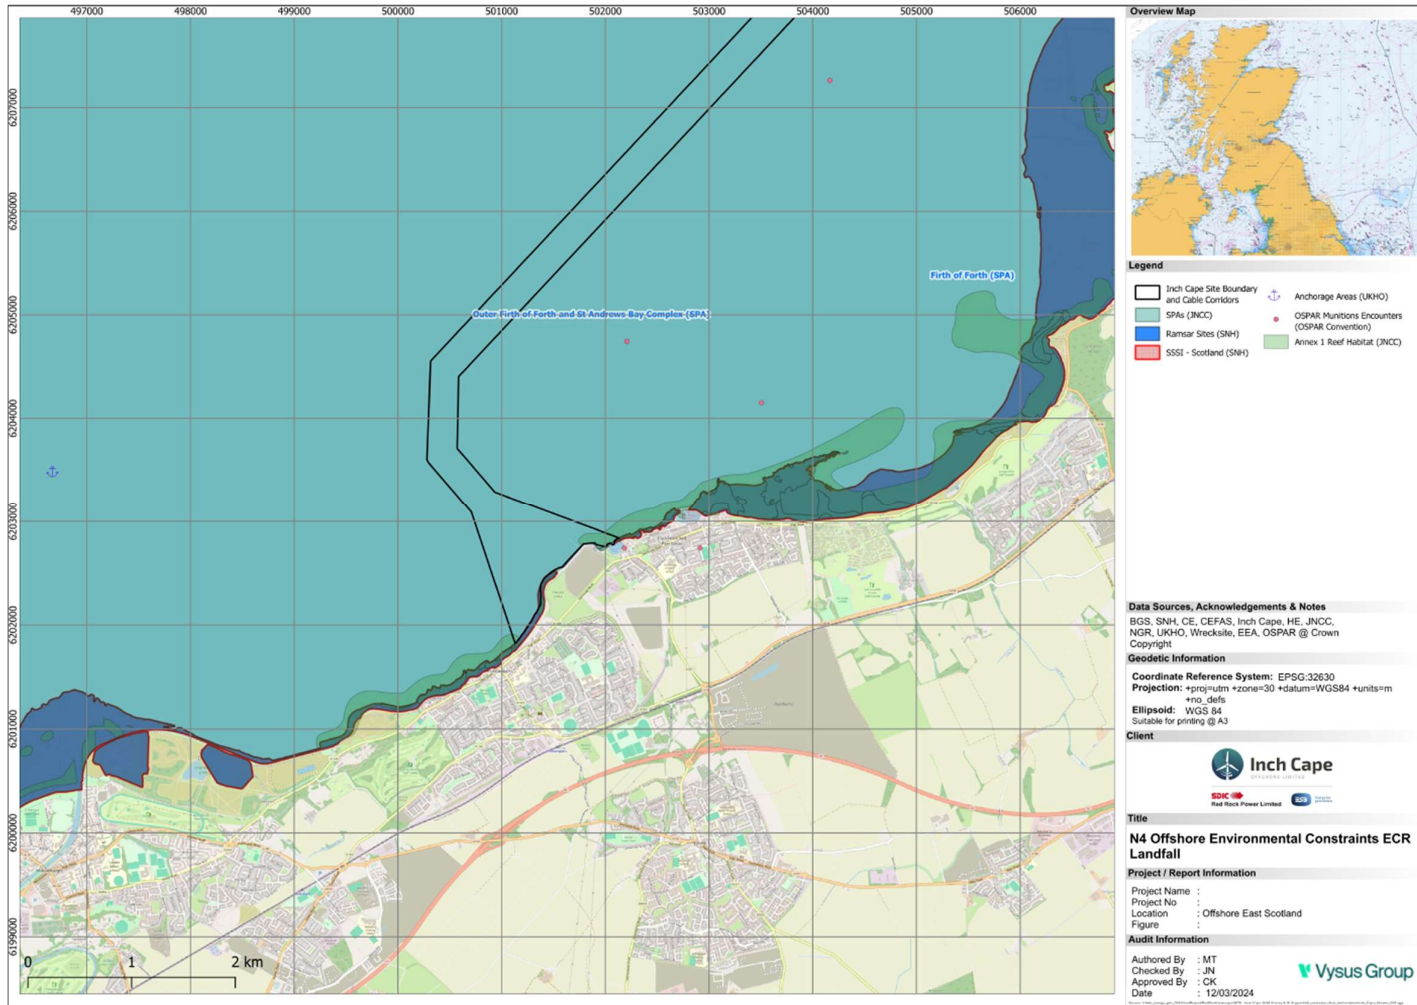 497000 498000 499000 500000 501000 502000 503000 504000 505000 506000
6207000
6206000
6205000
6204000
6203000
6202000
6201000
6200000
6199000
Firth of Forth (SPA)
Outer Firth of Forth and St Andrews Bay Complex (SPA)
0 1 2 km
Overview Map
Legend
Inch Cape Site Boundary
and Cable Corridors
SPAs (JNCC)
Ramsar Sites (SNH)
SSSI - Scotland (SNH)
Anchorage Areas (UKHO)
OSPAR Munitions Encounters
(OSPAR Convention)
Annex 1 Reef Habitat (JNCC)
Data Sources, Acknowledgements & Notes
BGS, SNH, CE, CEFAS, Inch Cape, HE, JNCC,
NGR, UKHO, Wrecksite, EEA, OSPAR @ Crown
Copyright
Geodetic Information
Coordinate Reference System: EPSG:32630
Projection: +proj=utm +zone=30 +datum=WGS84 +units=m
+no_defs
Ellipsoid: WGS 84
Suitable for printing @ A3
Client
Inch Cape
OFFSHORE LIMITED
SDIC
Red Rock Power Limited
ESB
Title
N4 Offshore Environmental Constraints ECR
Landfall
Project / Report Information
Project Name :
Project No :
Location : Offshore East Scotland
Figure :
Audit Information
Authored By : MT
Checked By : JN
Approved By : CK
Date : 12/03/2024
Vysus Group